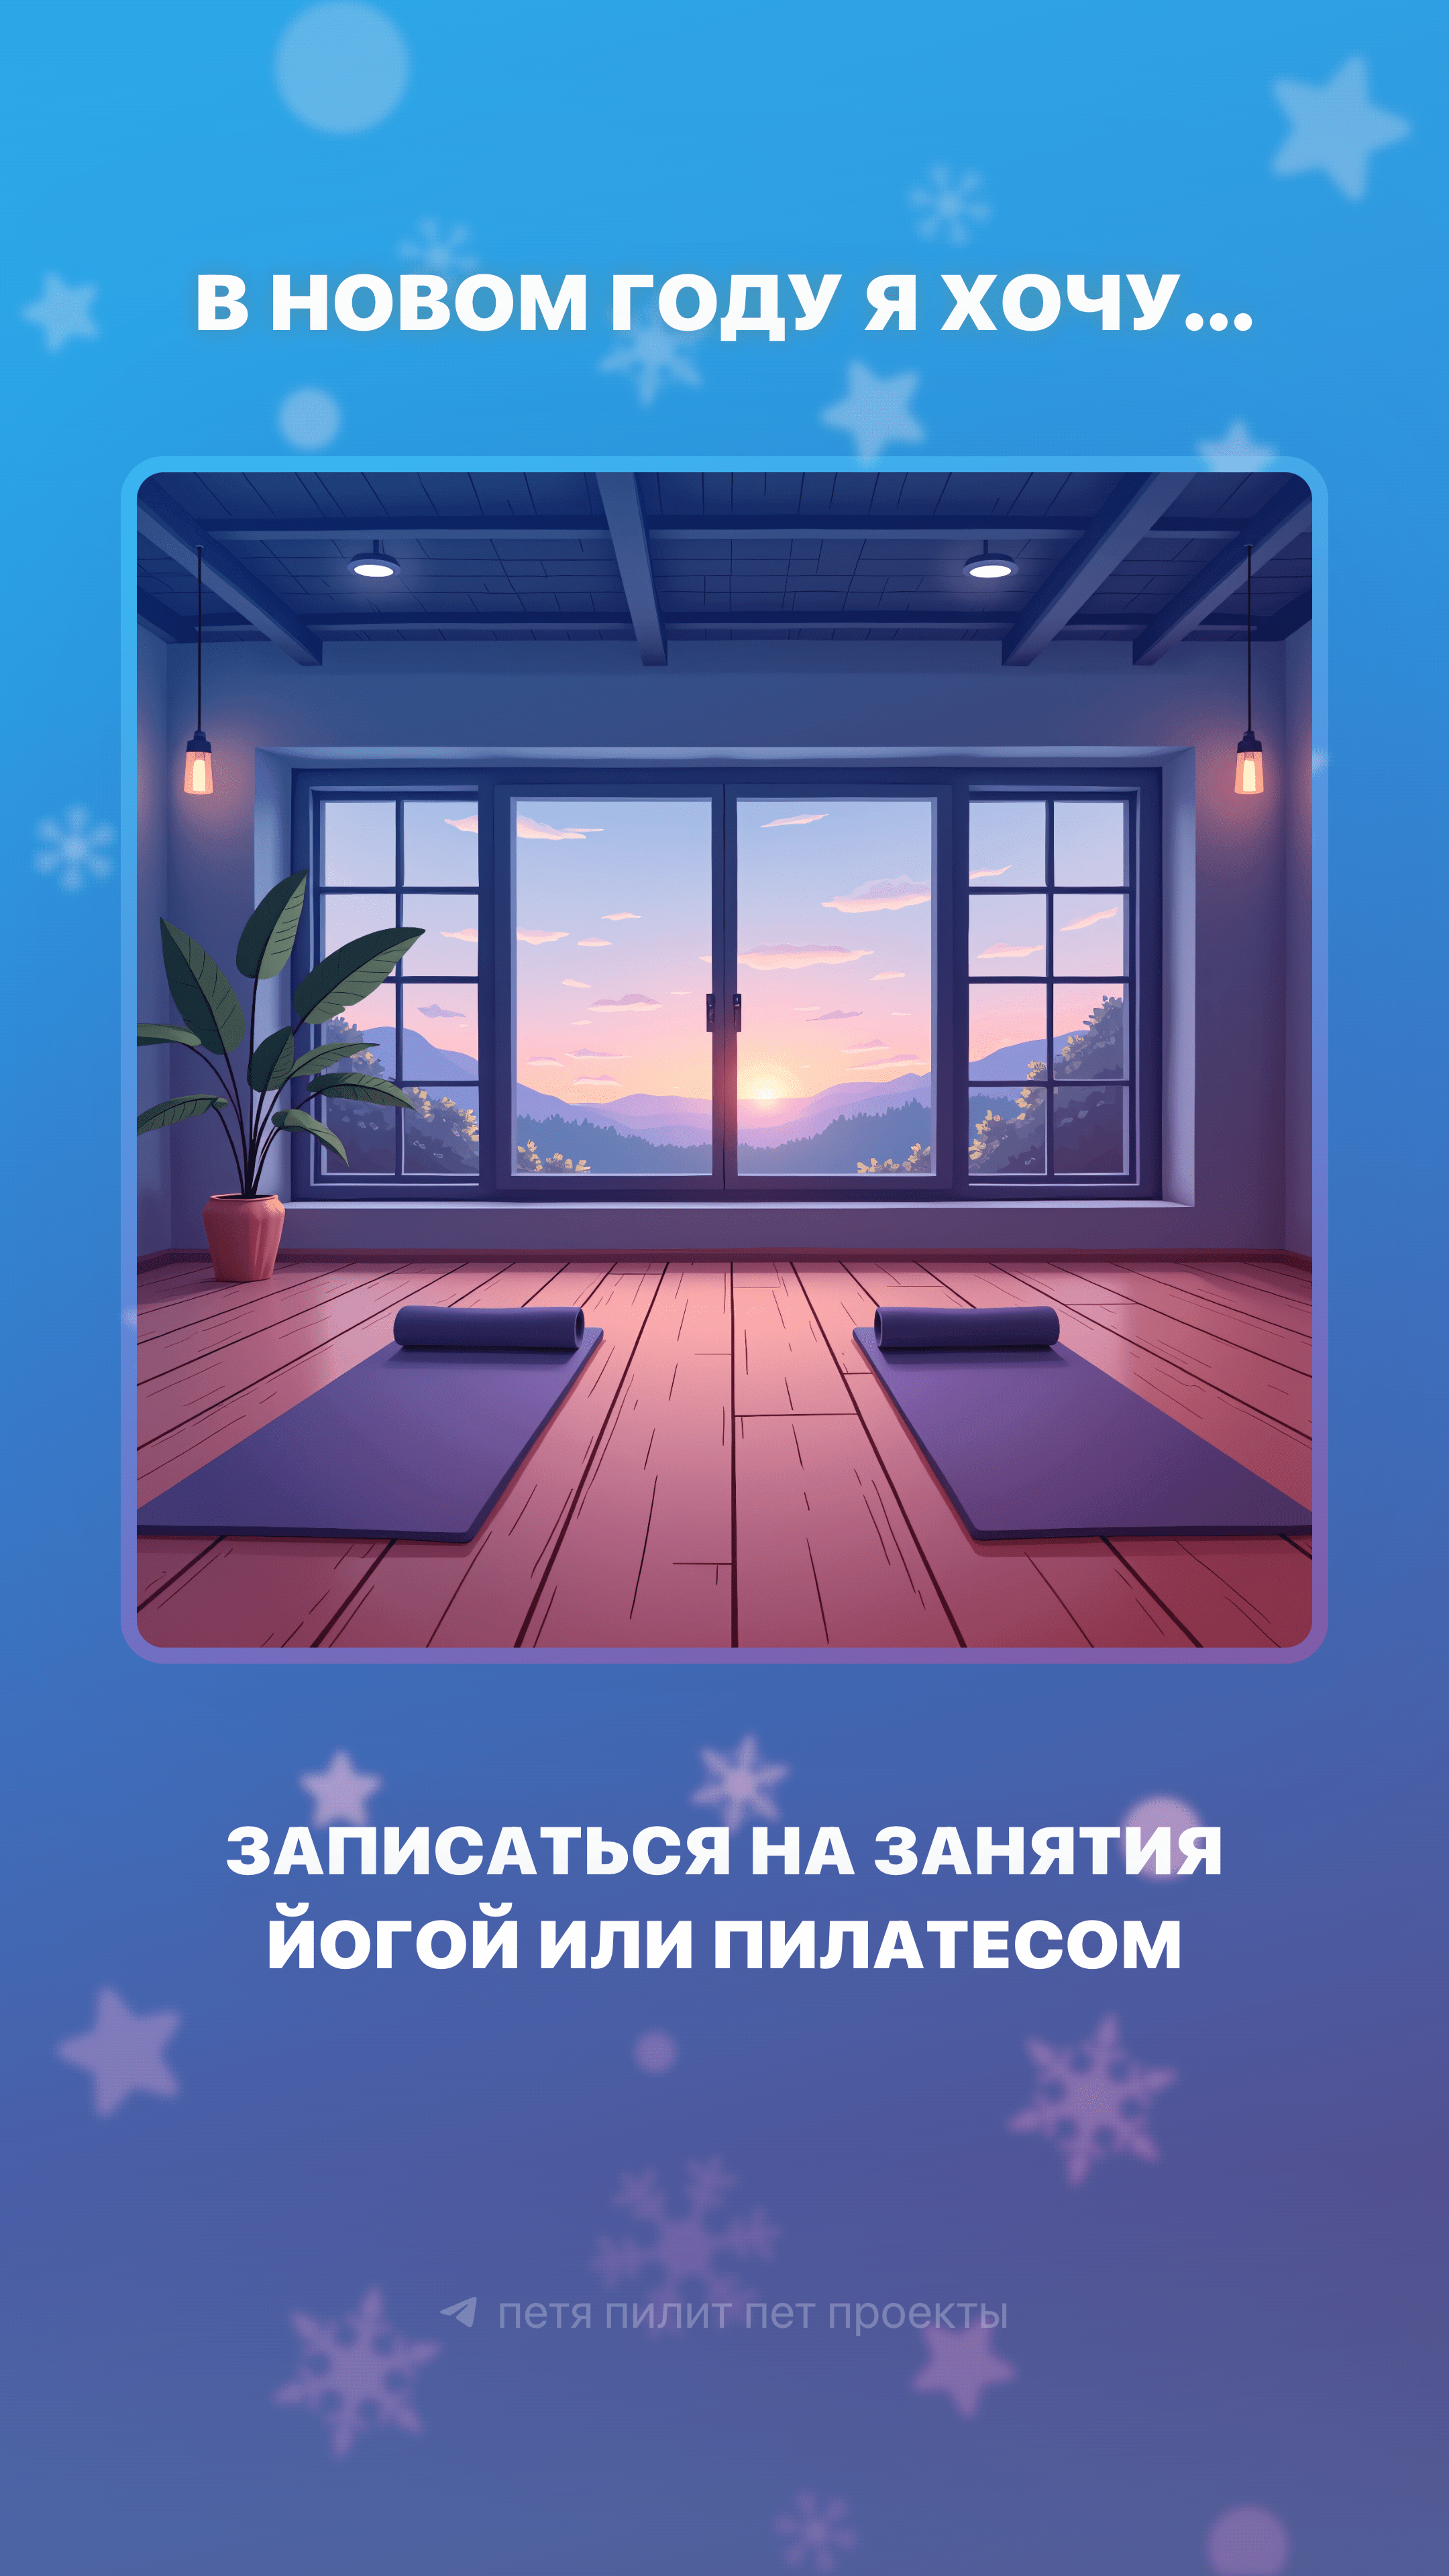 В НОВОМ ГОДУ Я ХОЧУ...
ЗАПИСАТЬСЯ НА ЗАНЯТИЯ
ЙОГОЙ ИЛИ ПИЛАТЕСОМ
петя пилит пет проекты